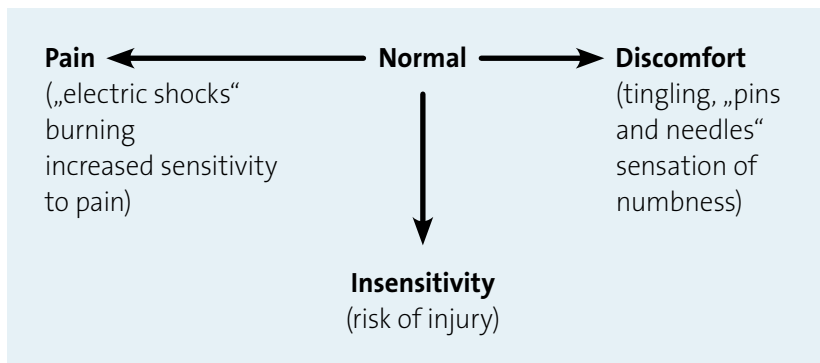 Pain
(„electric shocks“
burning
increased sensitivity
to pain)
Normal
Discomfort
(tingling, „pins
and needles“
sensation of
numbness)
Insensitivity
(risk of injury)